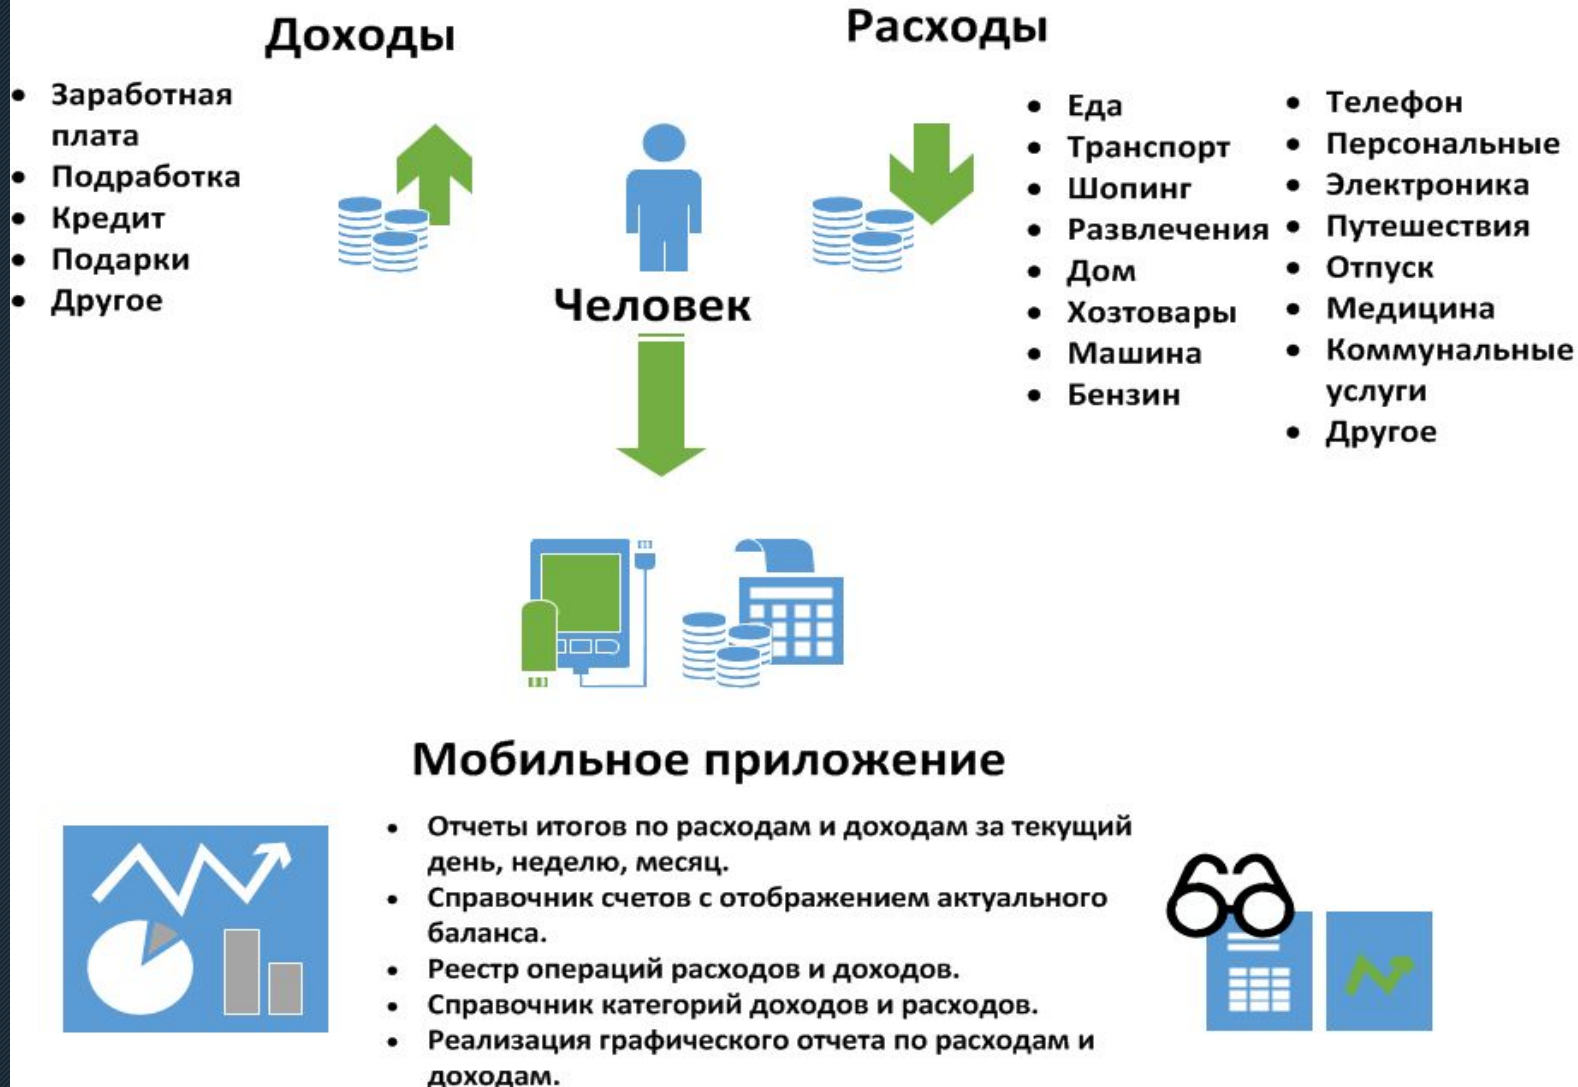 Доходы
Заработная
плата
Подработка
Кредит
Подарки
Другое
Человек
Расходы
Еда
Транспорт
Шопинг
Развлечения
Дом
Хозтовары
Машина
Бензин
Телефон
Персональные
Электроника
Путешествия
Отпуск
Медицина
Коммунальные
услуги
Другое
Мобильное приложение
Отчеты итогов по расходам и доходам за текущий
день, неделю, месяц.
Справочник счетов с отображением актуального
баланса.
Реестр операций расходов и доходов.
Справочник категорий доходов и расходов.
Реализация графического отчета по расходам и
доходам.